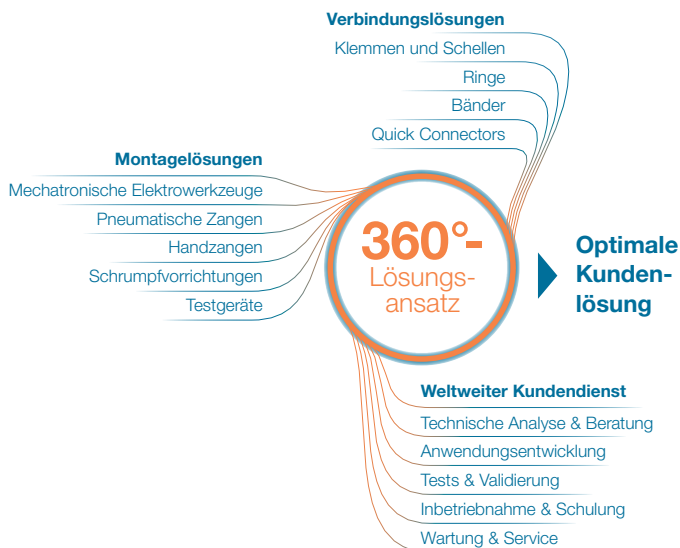 Verbindungslösungen
Klemmen und Schellen
Ringe
Bänder
Quick Connectors
Montagelösungen
Mechatronische Elektrowerkzeuge
Pneumatische Zangen
Handzangen
Schrumpfvorrichtungen
Testgeräte
360°-
Lösungs-
ansatz
Optimale
Kunden-
lösung
Weltweiter Kundendienst
Technische Analyse & Beratung
Anwendungsentwicklung
Tests & Validierung
Inbetriebnahme & Schulung
Wartung & Service